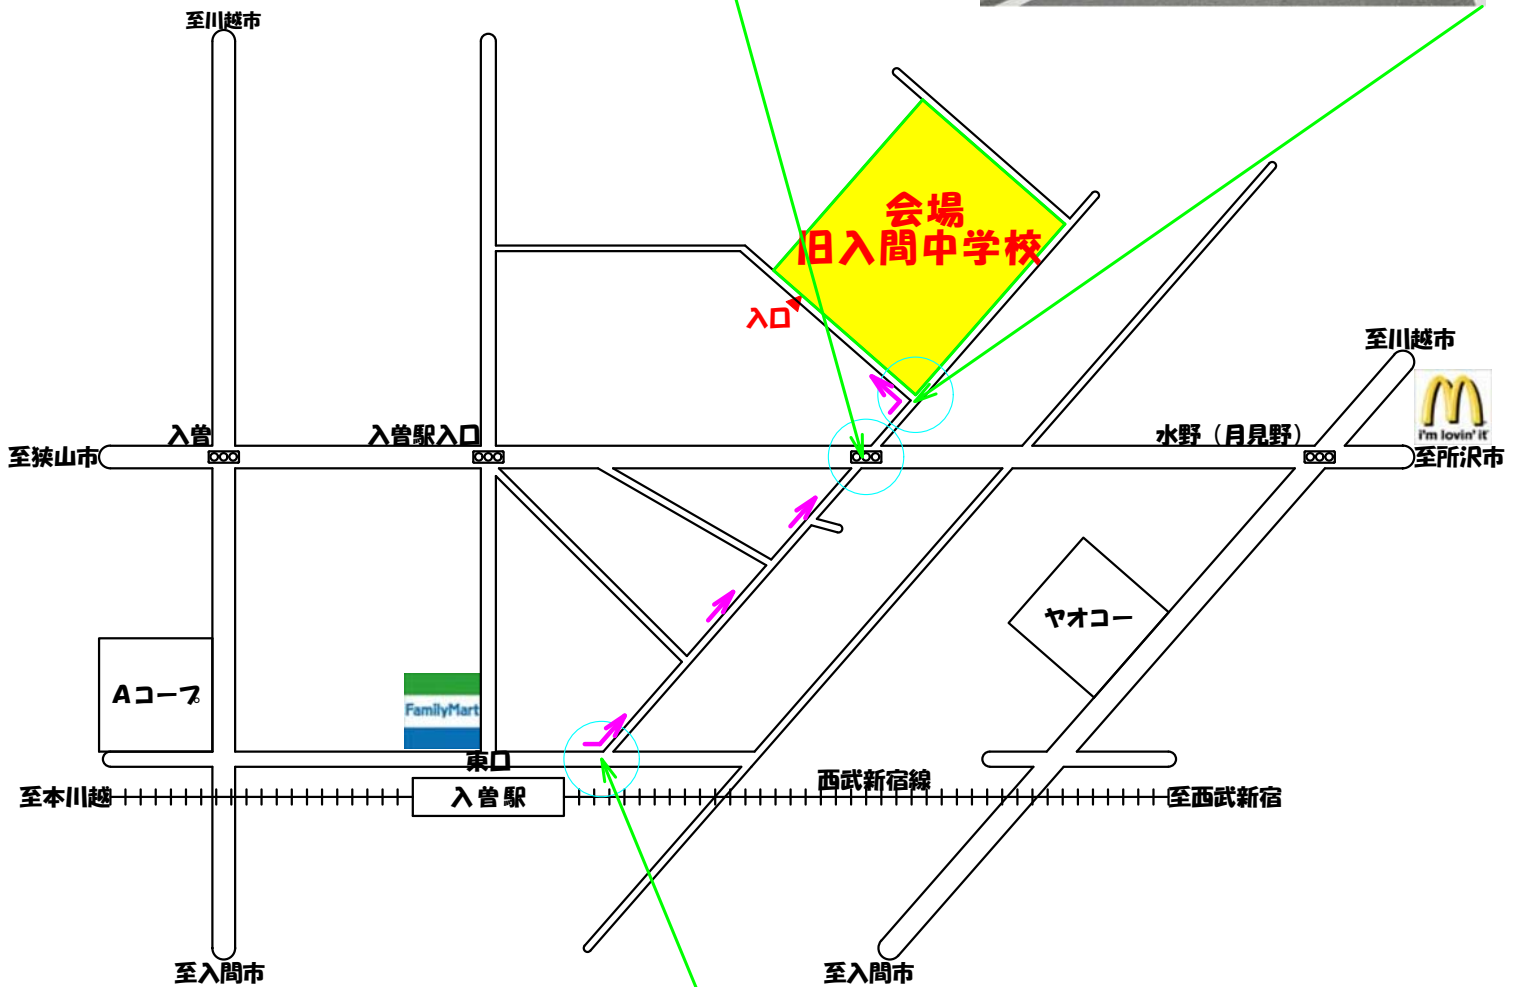 至川越市
会場
旧入間中学校
入口
至川越市
i'm lovin' it
入曽
入曽駅入口
水野（月見野）
至狭山市
至所沢市
ヤオコー
Aコープ
FamilyMart
東口
至本川越
入曽駅
西武新宿線
至西武新宿
至入間市
至入間市